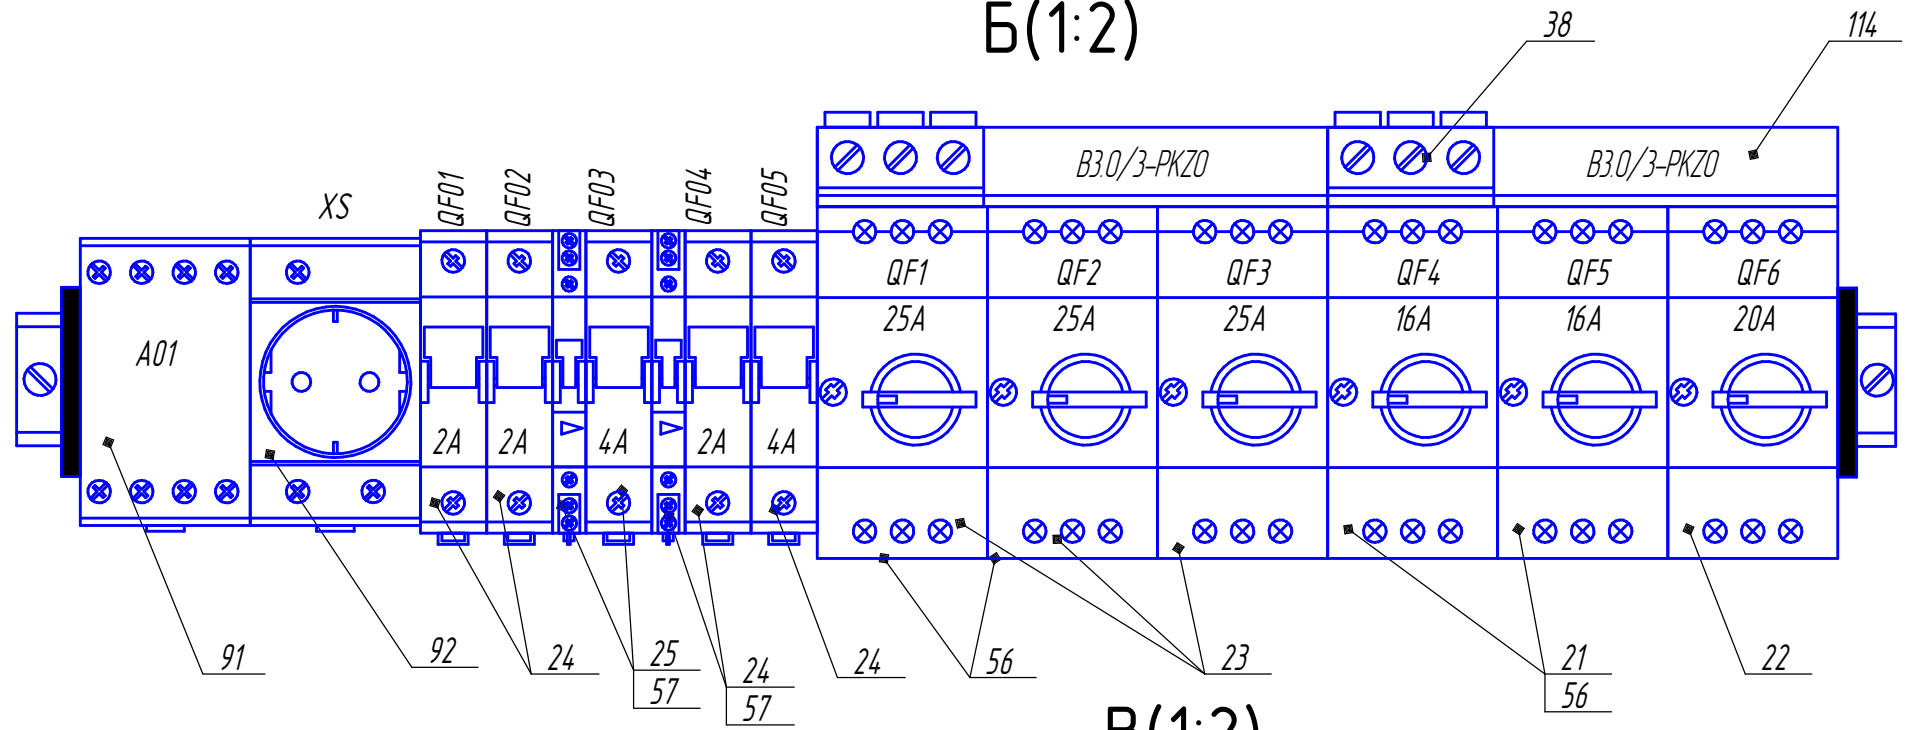 Б(1:2)
38
114
B3.0/3-PKZ0
B3.0/3-PKZ0
XS
QF01
QF02
QF03
QF04
QF05
QF1
QF2
QF3
QF4
QF5
QF6
25A
25A
25A
16A
16A
20A
A01
2A
2A
4A
2A
4A
91
92
24
25
57
24
57
24
56
23
21
56
22
В(1:2)